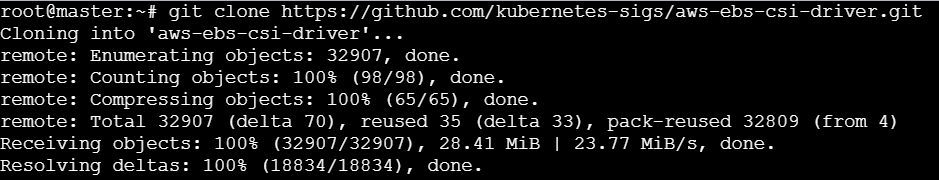 root@master:~# git clone https://github.com/kubernetes-sigs/aws-ebs-csi-driver.git
Cloning into 'aws-ebs-csi-driver'...
remote: Enumerating objects: 32907, done.
remote: Counting objects: 100% (98/98), done.
remote: Compressing objects: 100% (65/65), done.
remote: Total 32907 (delta 70), reused 35 (delta 33), pack-reused 32809 (from 4)
Receiving objects: 100% (32907/32907), 28.41 MiB | 23.77 MiB/s, done.
Resolving deltas: 100% (18834/18834), done.